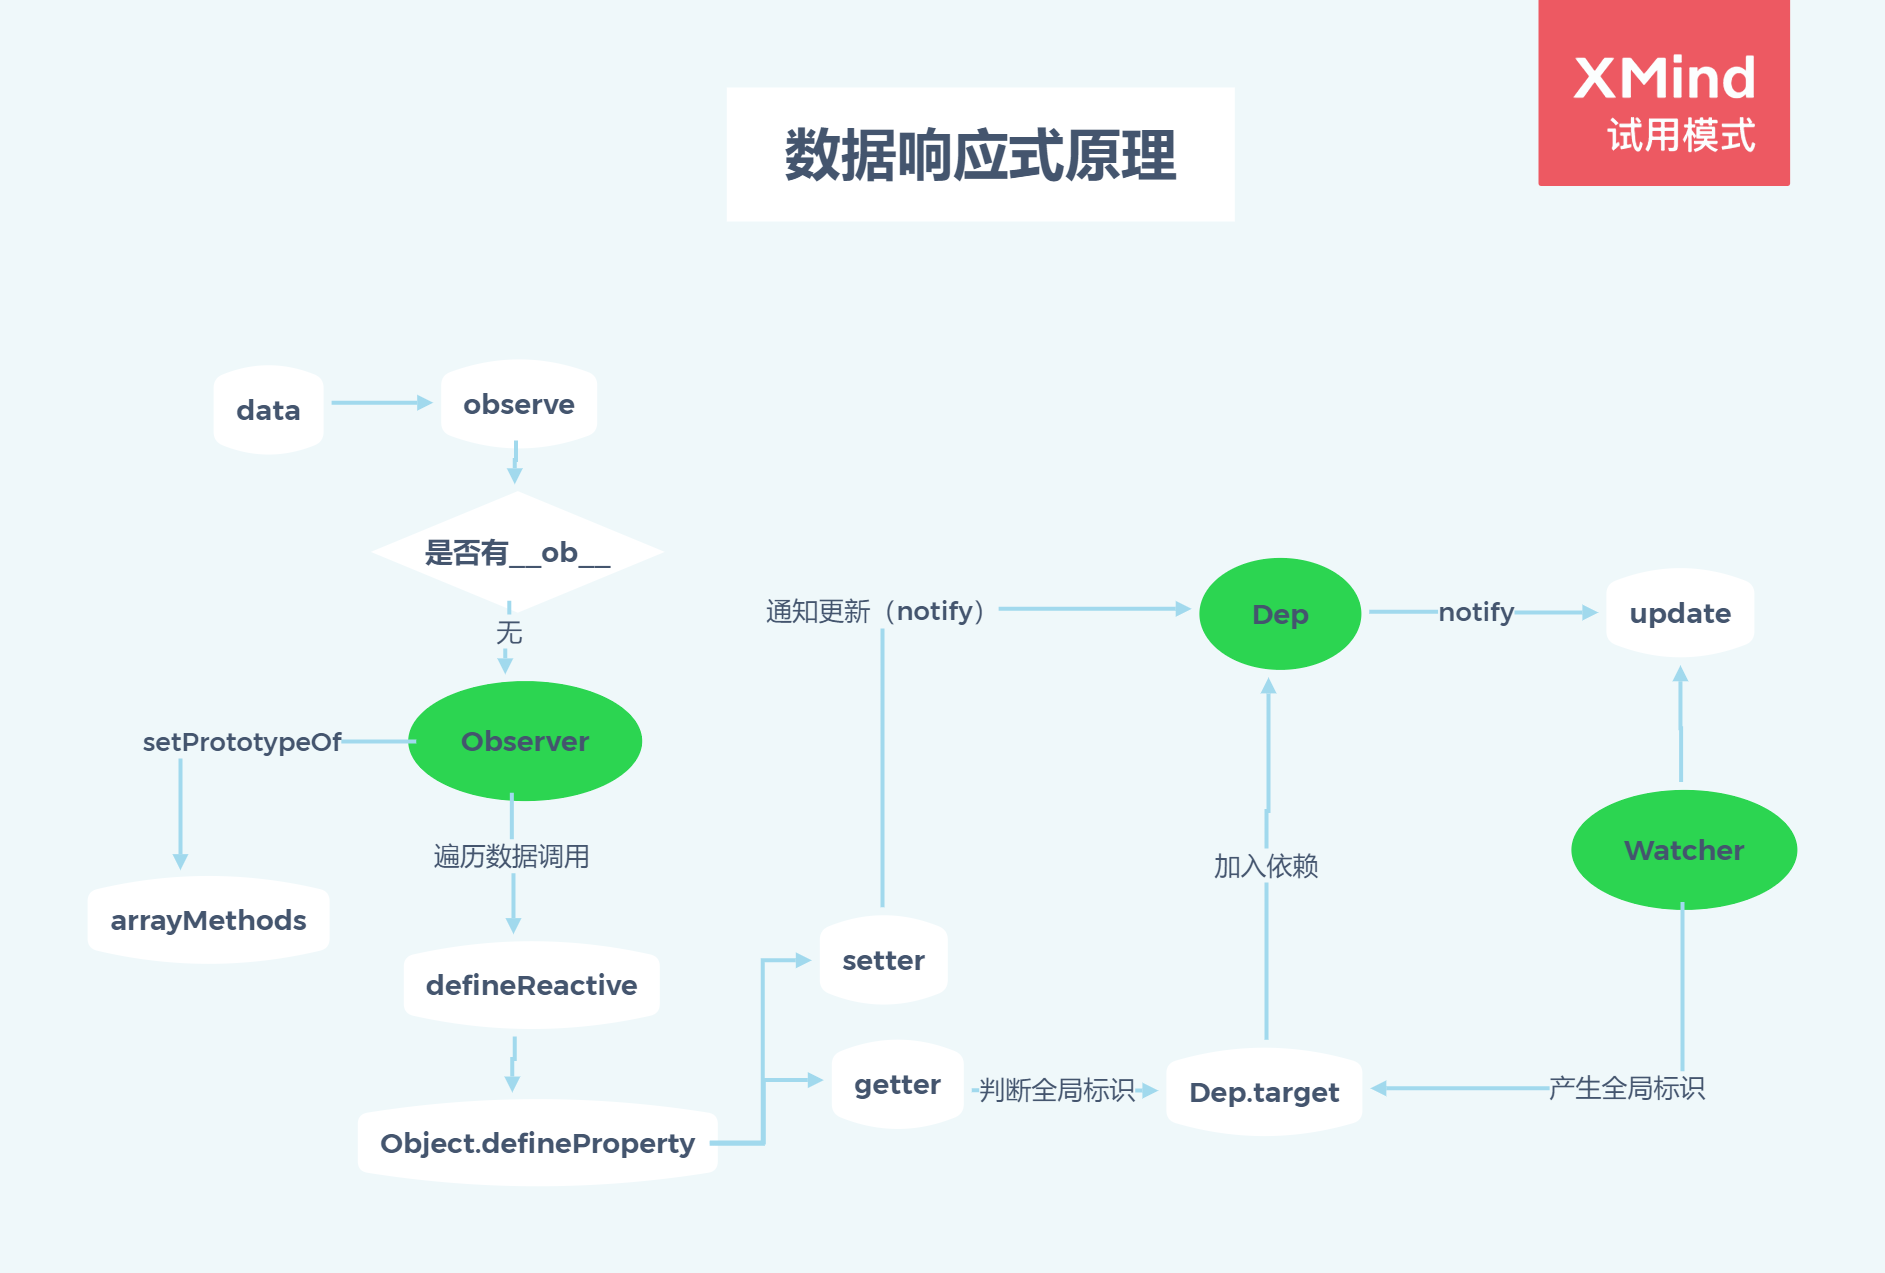 XMind
试用模式
数据响应式原理
data
observe
是否有__ob__
无
通知更新（notify）
Dep
notify
update
setPrototypeOf
Observer
遍历数据调用
加入依赖
Watcher
arrayMethods
defineReactive
setter
getter
判断全局标识
Dep.target
产生全局标识
Object.defineProperty